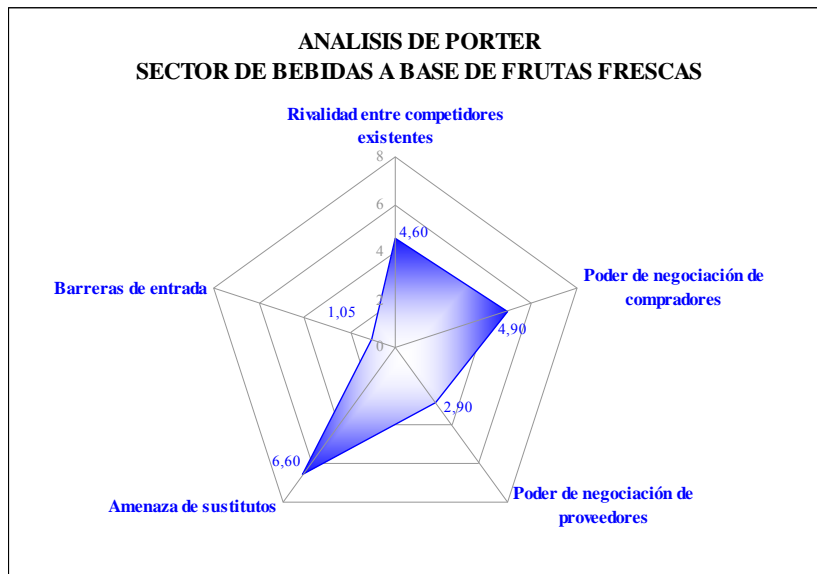 ANALISIS DE PORTER
SECTOR DE BEBIDAS A BASE DE FRUTAS FRESCAS
Rivalidad entre competidores
existentes
8
6
4,60
4
Poder de negociación de
compradores
Barreras de entrada
1,05
2
4,90
0
2,90
6,60
Amenaza de sustitutos
Poder de negociación de
proveedores